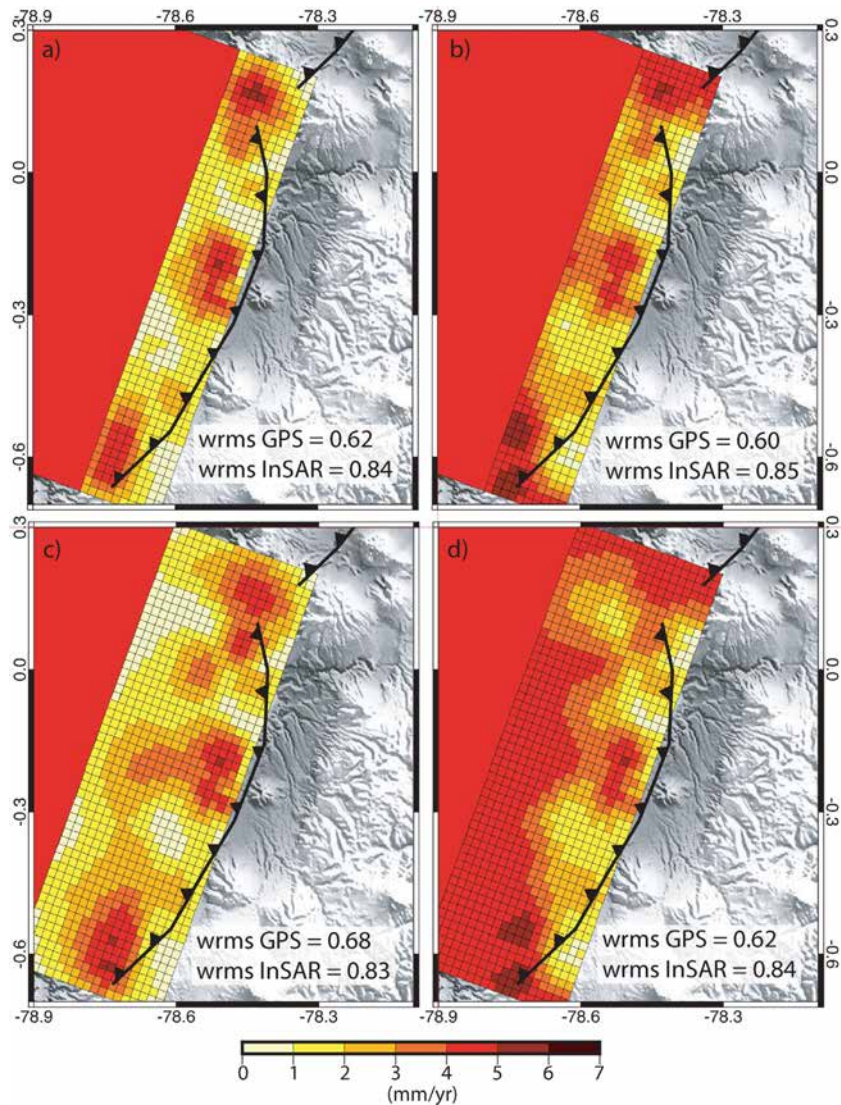 -78.9 -78.6 -78.3 -78.9 -78.6 -78.3
0.3 0.3
a) b)
0.0
-0.3
-0.6
wrms GPS = 0.62
wrms InSAR = 0.84
wrms GPS = 0.60
wrms InSAR = 0.85
0.3 0.3
c) d)
0.0
-0.3
-0.6
wrms GPS = 0.68
wrms InSAR = 0.83
wrms GPS = 0.62
wrms InSAR = 0.84
0.0
-0.3
-0.6
0.0
-0.3
-0.6
-78.9 -78.6 -78.3 -78.9 -78.6 -78.3
0 1 2 3 4 5 6 7
(mm/yr)